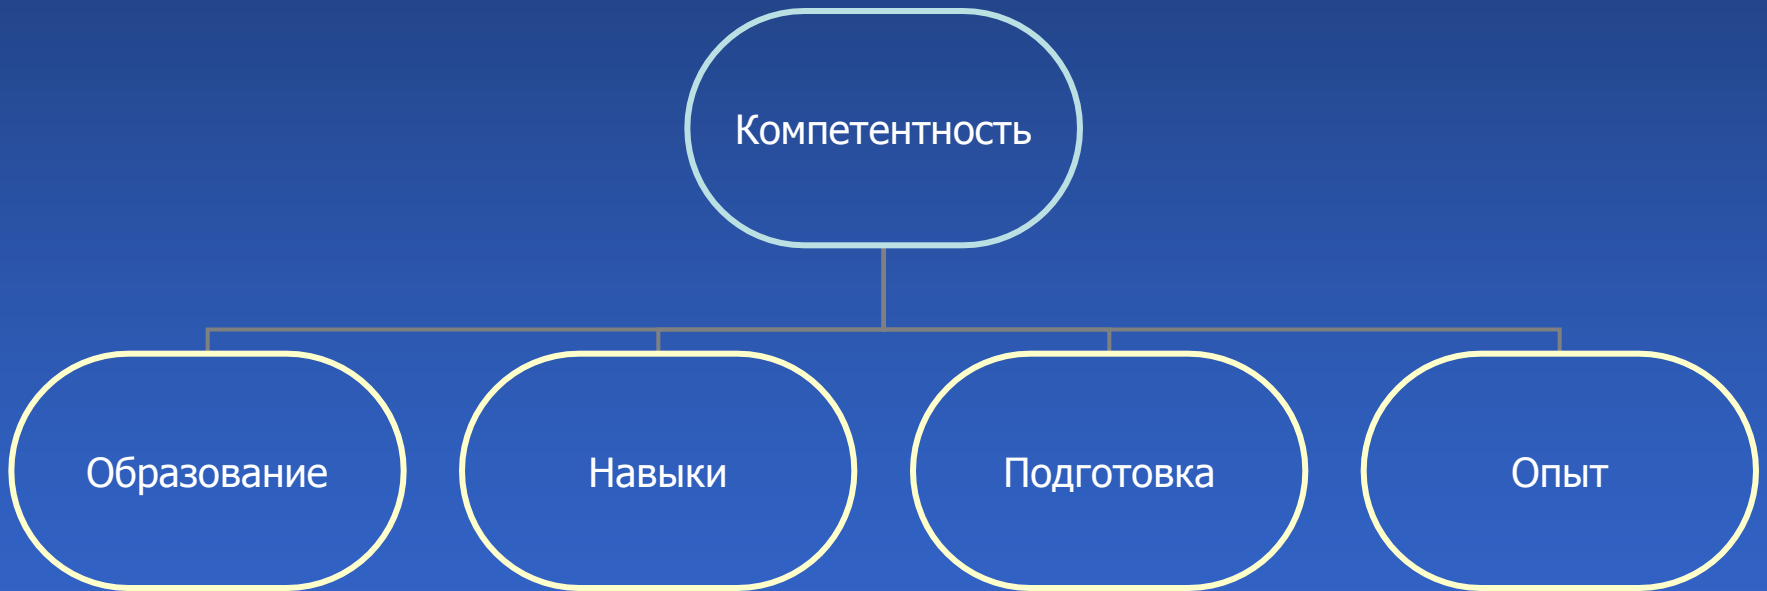 Компетентность
Образование
Навыки
Подготовка
Опыт